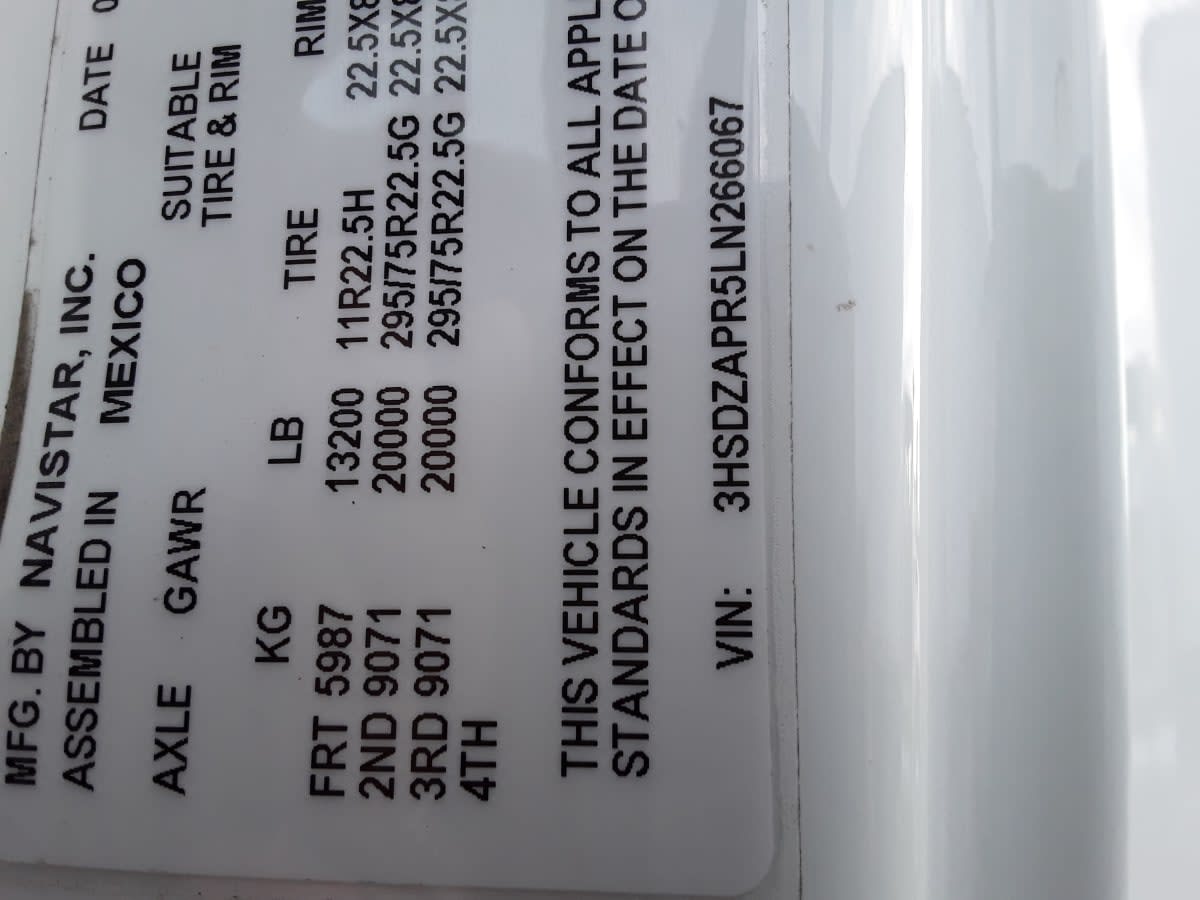 MFG. BY NAVISTAR, INC. DATE
ASSEMBLED IN MEXICO
AXLE GAWR SUITABLE
TIRE & RIM
KG LB TIRE RIM
FRT 5987 13200 11R22.5H
2ND 9071 20000 295/75R22.5G
3RD 9071 20000 295/75R22.5G
4TH
THIS VEHICLE CONFORMS TO ALL
STANDARDS IN EFFECT ON THE DATE
VIN: 3HSDZAPR5LN266067